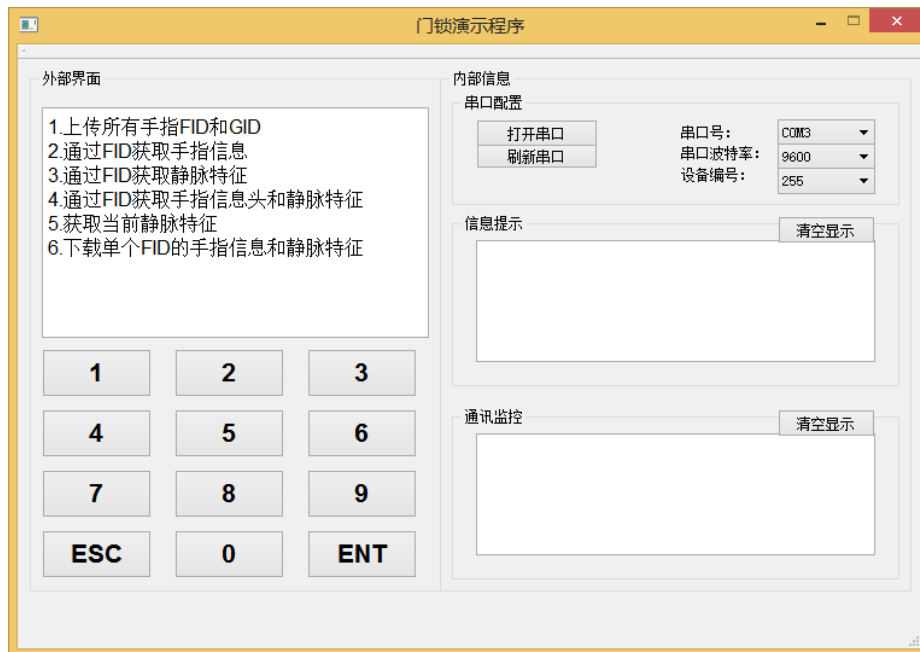 门锁演示程序
外部界面
1.上传所有手指FID和GID
2.通过FID获取手指信息
3.通过FID获取静脉特征
4.通过FID获取手指信息头和静脉特征
5.获取当前静脉特征
6.下载单个FID的手指信息和静脉特征
1 2 3
4 5 6
7 8 9
ESC 0 ENT
内部信息
串口配置
打开串口
刷新串口
串口号: COM3
串口波特率: 9600
设备编号: 255
信息提示
清空显示
通讯监控
清空显示